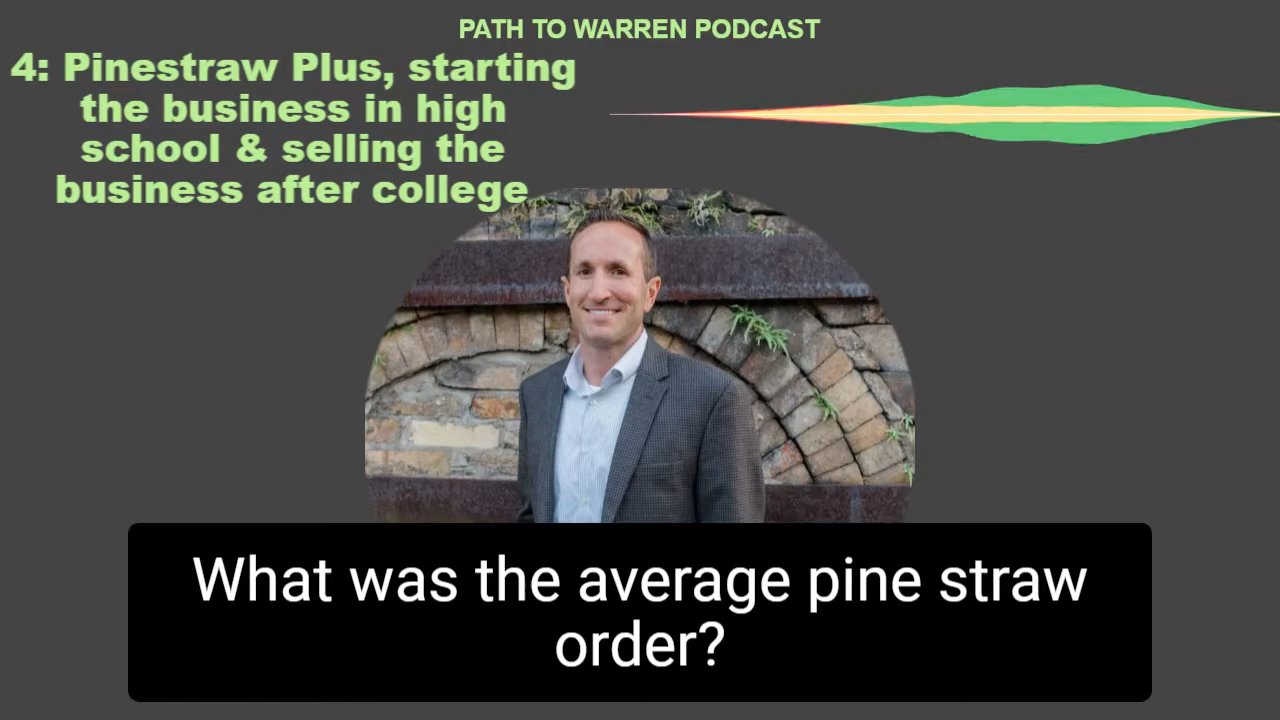 PATH TO WARREN PODCAST
4: Pinestraw Plus, starting
the business in high
school & selling the
business after college
What was the average pine straw
order?